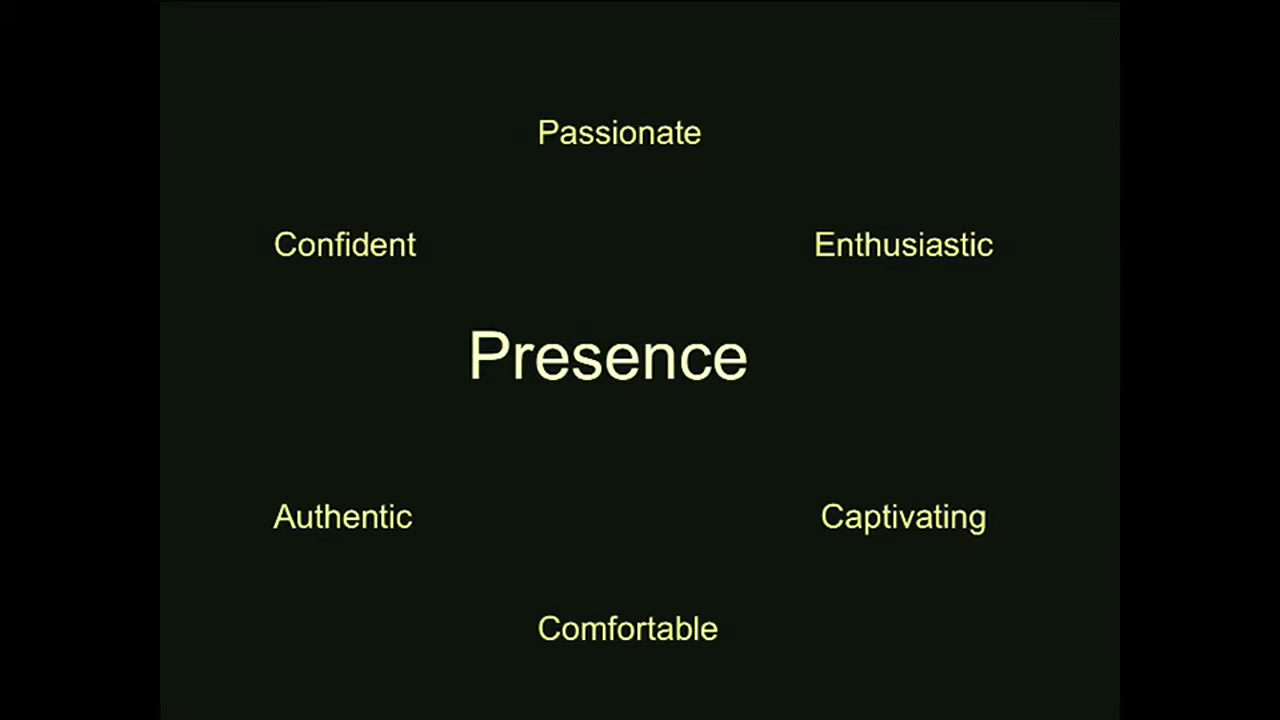 Passionate
Confident
Enthusiastic
Presence
Authentic
Captivating
Comfortable